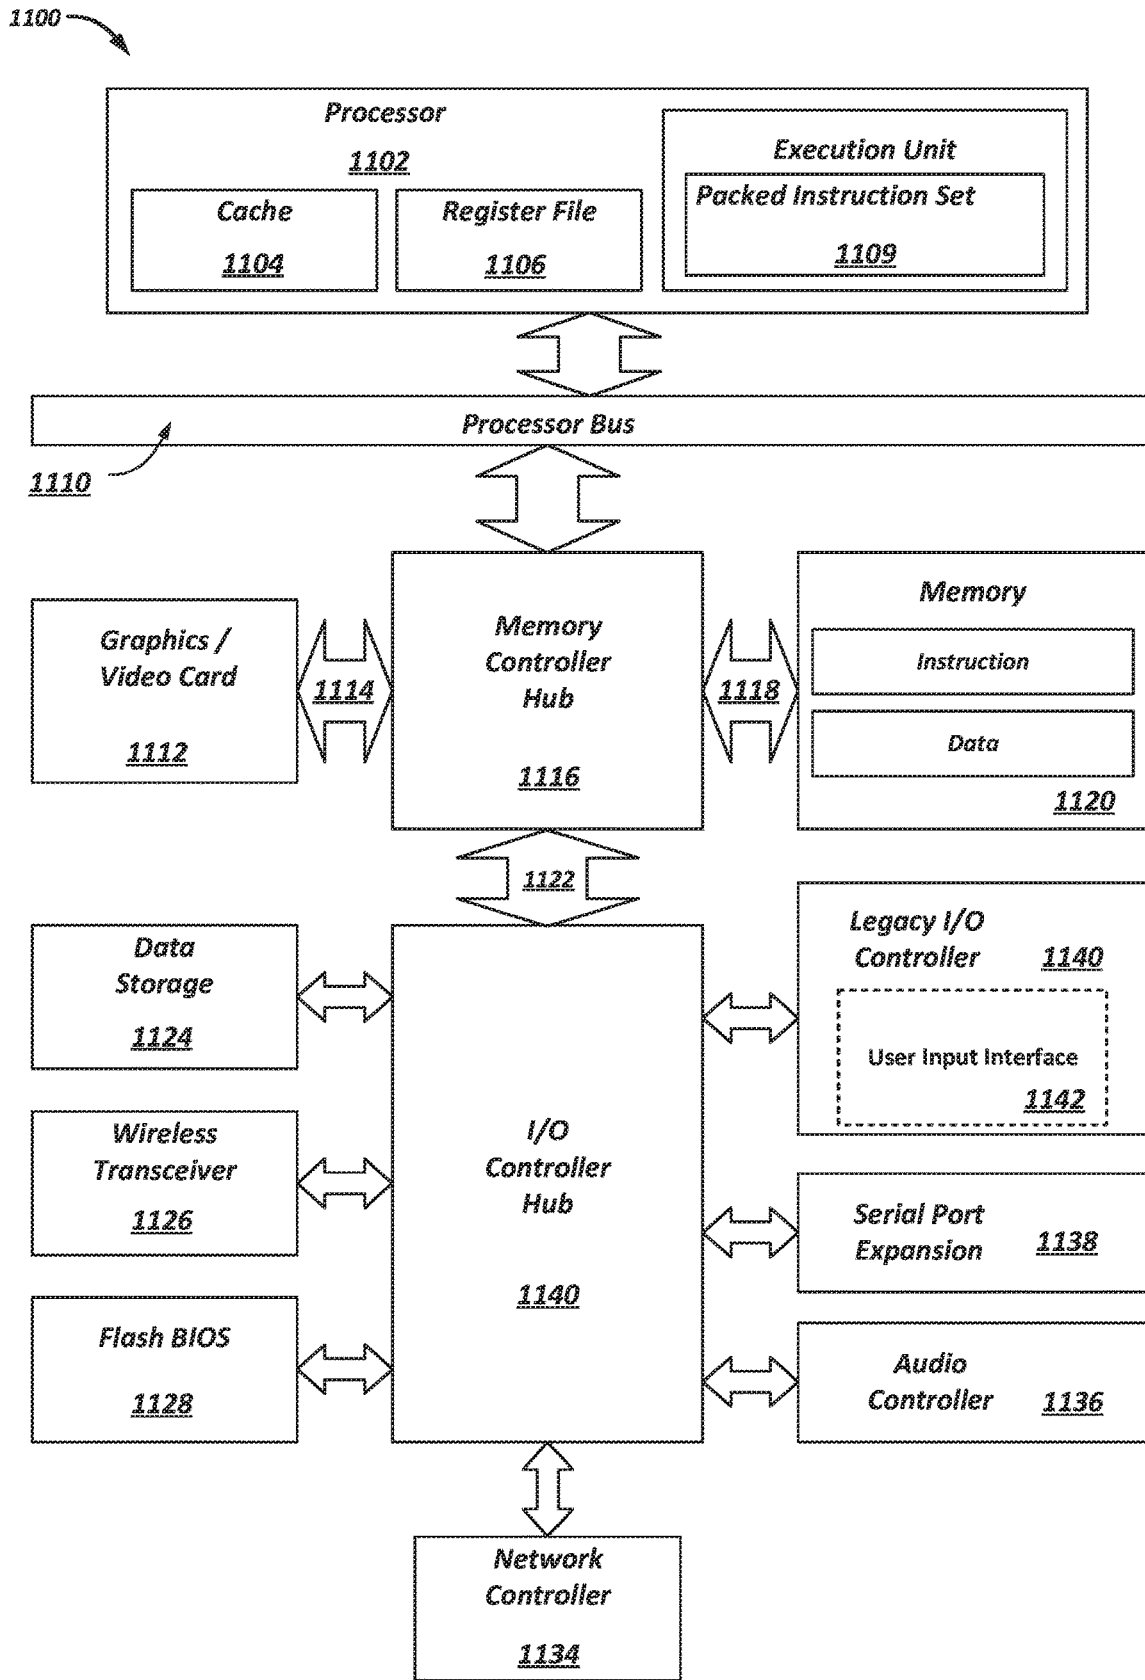 1100
Processor
1102
Cache
1104
Register File
1106
Execution Unit
Packed Instruction Set
1109
Processor Bus
1110
Graphics /
Video Card
1112
1114
Memory
Controller
Hub
1116
1118
Memory
Instruction
Data
1120
1122
Data
Storage
1124
Wireless
Transceiver
1126
Flash BIOS
1128
I/O
Controller
Hub
1140
Legacy I/O
Controller
1140
User Input Interface
1142
Serial Port
Expansion
1138
Audio
Controller
1136
Network
Controller
1134